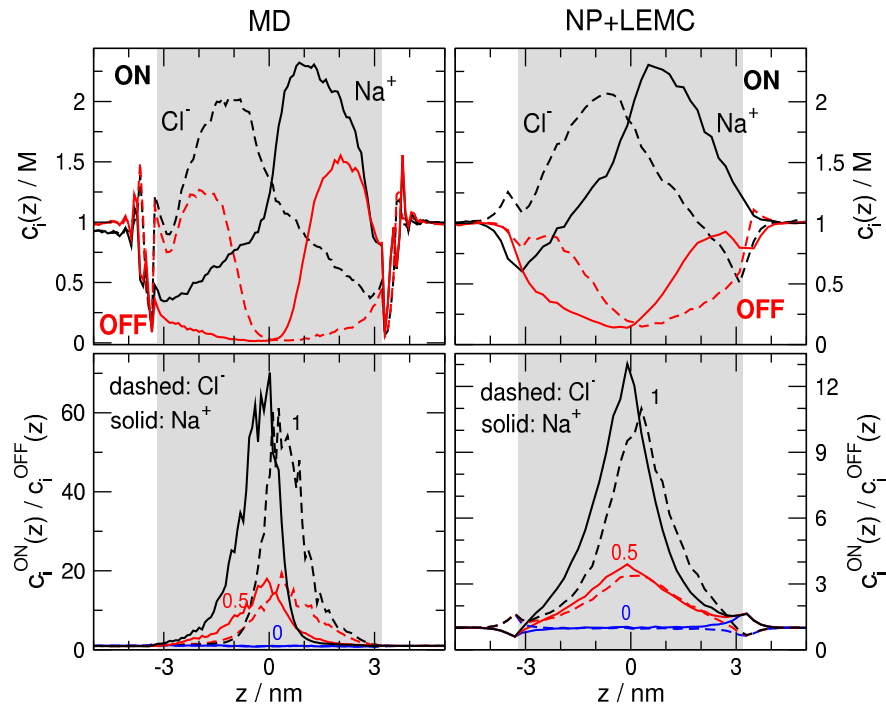 MD
NP+LEMC
ON
Cl⁻
Na⁺
OFF
cᵢ(z) / M
0
0.5
1
1.5
2
Cl⁻
Na⁺
ON
OFF
0
0.5
1
1.5
2
cᵢ(z) / M
dashed: Cl⁻
solid: Na⁺
1
0.5
0
cᵢᴼᴺ(z) / cᵢᴼᶠᶠ(z)
0
20
40
60
-3 0 3
z / nm
dashed: Cl⁻
solid: Na⁺
1
0.5
0
0
3
6
9
12
cᵢᴼᴺ(z) / cᵢᴼᶠᶠ(z)
-3 0 3
z / nm